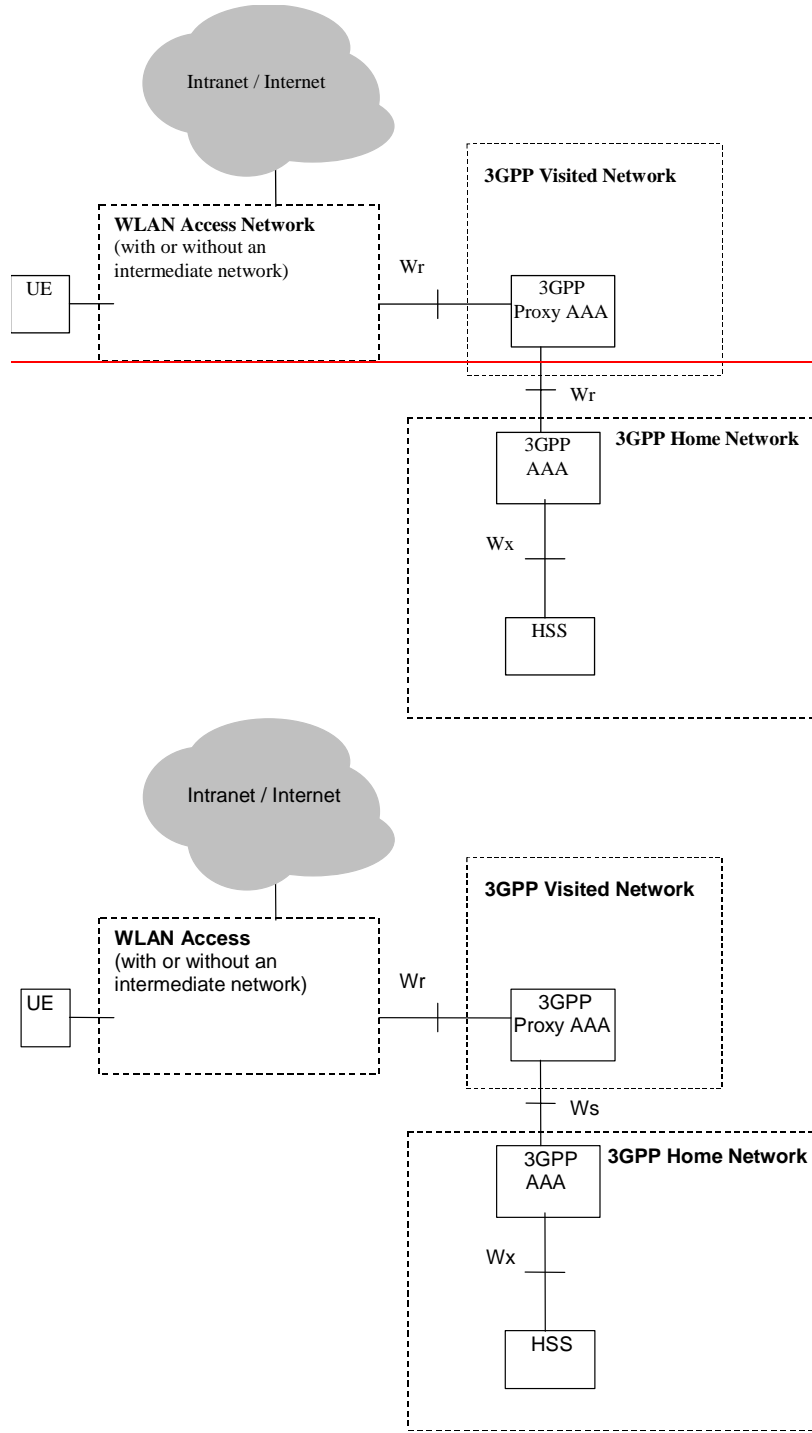 Intranet / Internet
3GPP Visited Network
WLAN Access Network
(with or without an
intermediate network)
Wr
UE
3GPP
Proxy AAA
Wr
3GPP Home Network
3GPP
AAA
Wx
HSS
Intranet / Internet
3GPP Visited Network
WLAN Access
(with or without an
intermediate network)
Wr
UE
3GPP
Proxy AAA
Ws
3GPP Home Network
3GPP
AAA
Wx
HSS